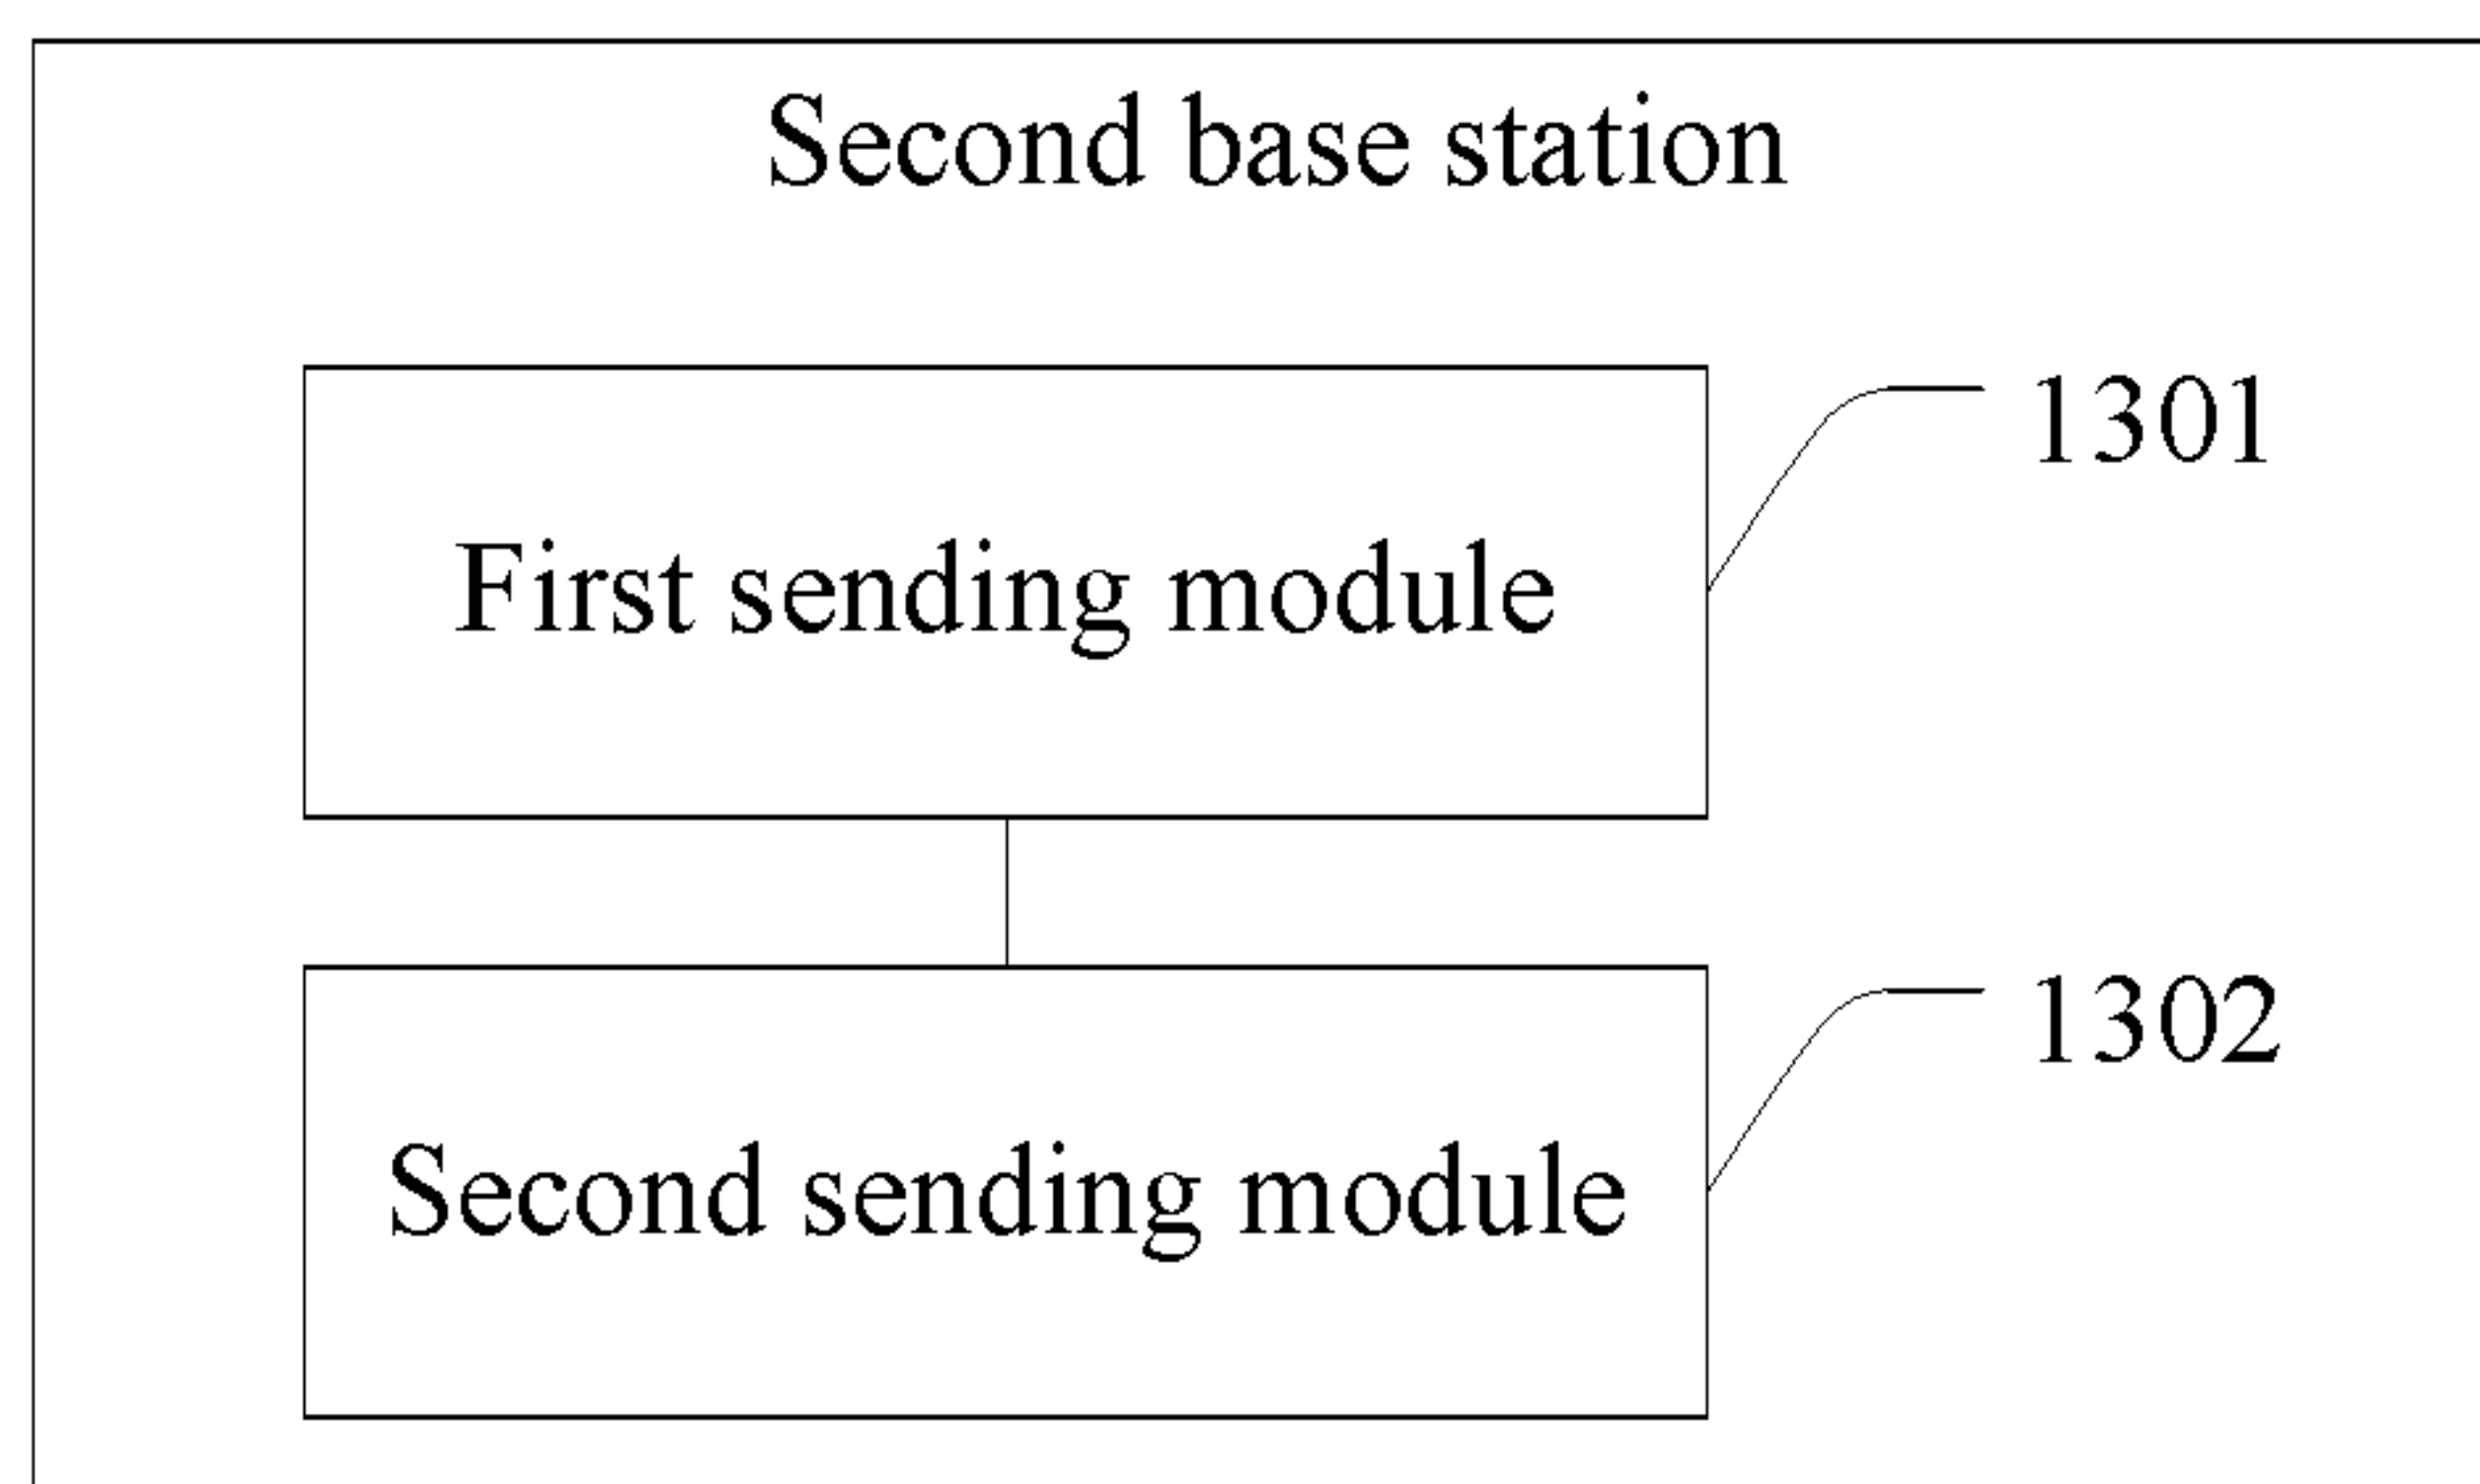 Second base station
1301
First sending module
1302
Second sending module